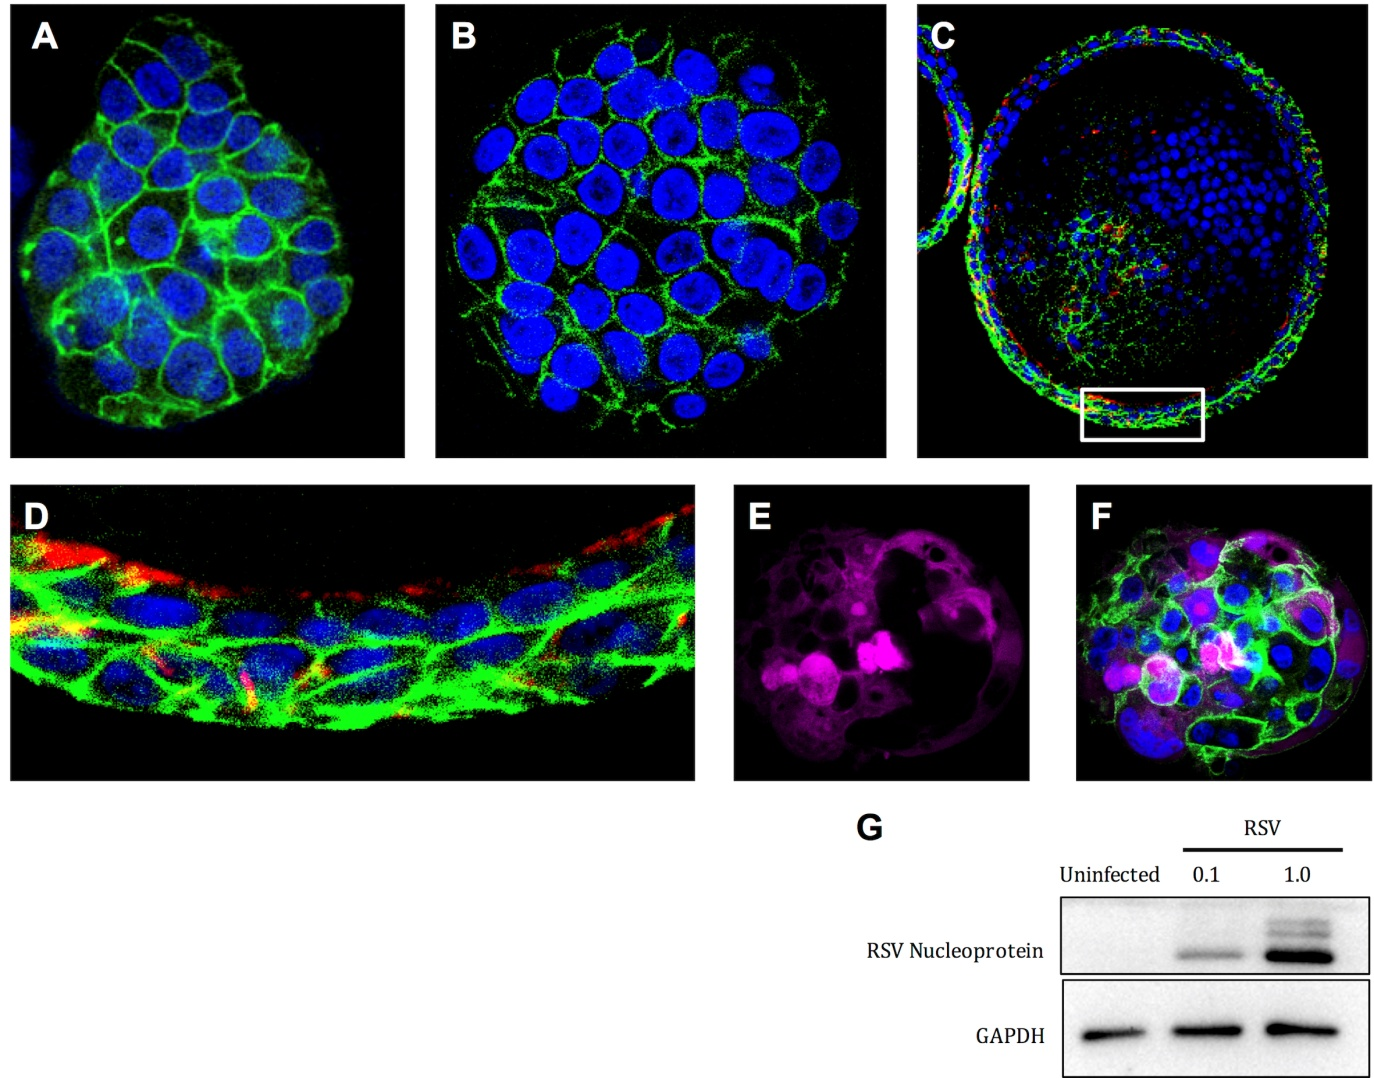 A
B
C
D
E
F
G
RSV
Uninfected 0.1 1.0
RSV Nucleoprotein
GAPDH